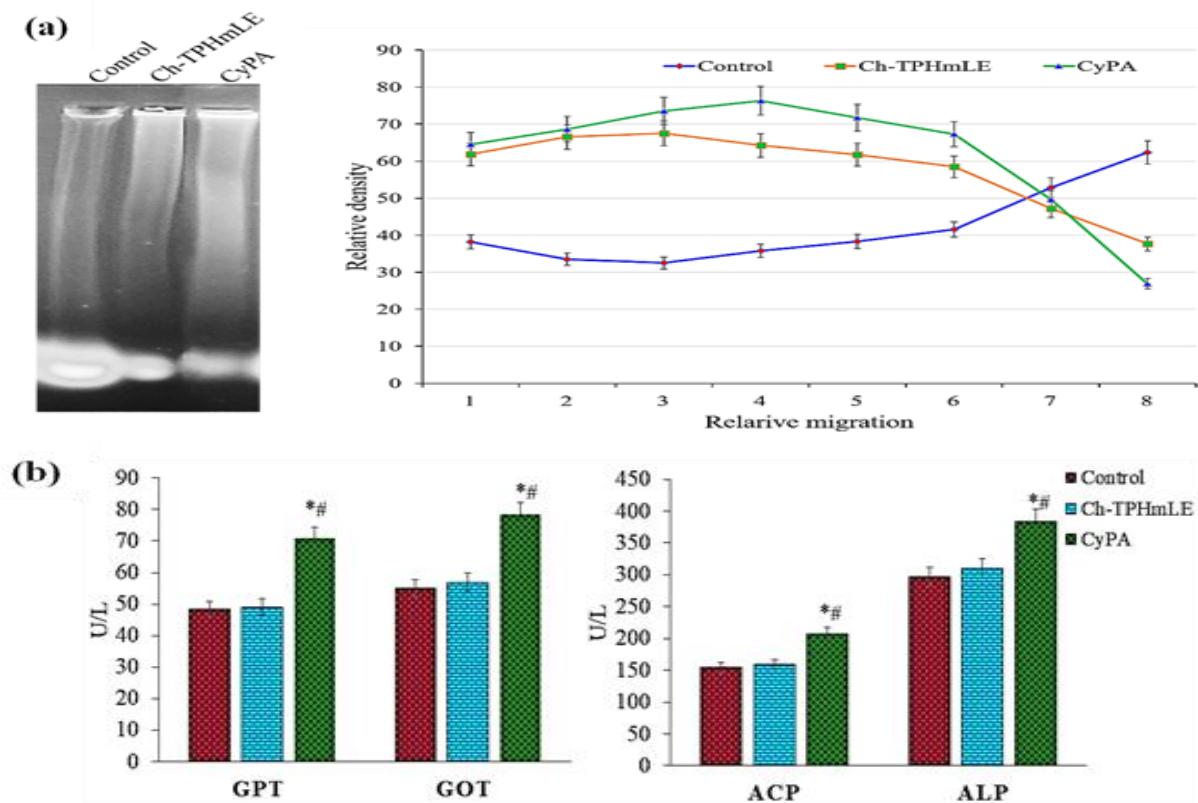 (a)
Control Ch-TPHmLE CyPA
Control Ch-TPHmLE CyPA
90
80
70
60
50
40
30
20
10
0
Relative density
1 2 3 4 5 6 7 8
Relarive migration
(b)
90
80
70
60
50
40
30
20
10
0
U/L
*#
*#
GPT GOT
450
400
350
300
250
200
150
100
50
0
U/L
*#
*#
ACP ALP
Control
Ch-TPHmLE
CyPA